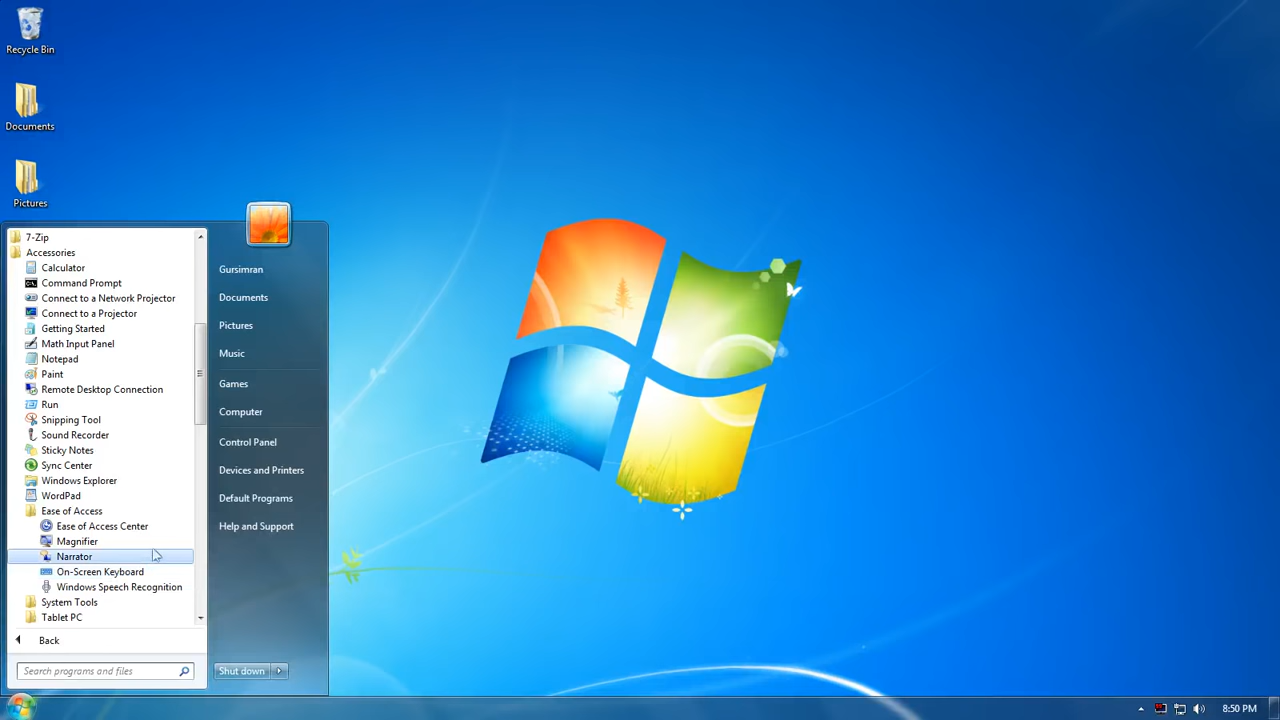 Recycle Bin
Documents
Pictures
7-Zip
Accessories
Calculator
Command Prompt
Connect to a Network Projector
Connect to a Projector
Getting Started
Math Input Panel
Notepad
Paint
Remote Desktop Connection
Run
Snipping Tool
Sound Recorder
Sticky Notes
Sync Center
Windows Explorer
WordPad
Ease of Access
Ease of Access Center
Magnifier
Narrator
On-Screen Keyboard
Windows Speech Recognition
System Tools
Tablet PC
Back
Search programs and files
Gursimran
Documents
Pictures
Music
Games
Computer
Control Panel
Devices and Printers
Default Programs
Help and Support
Shut down
8:50 PM